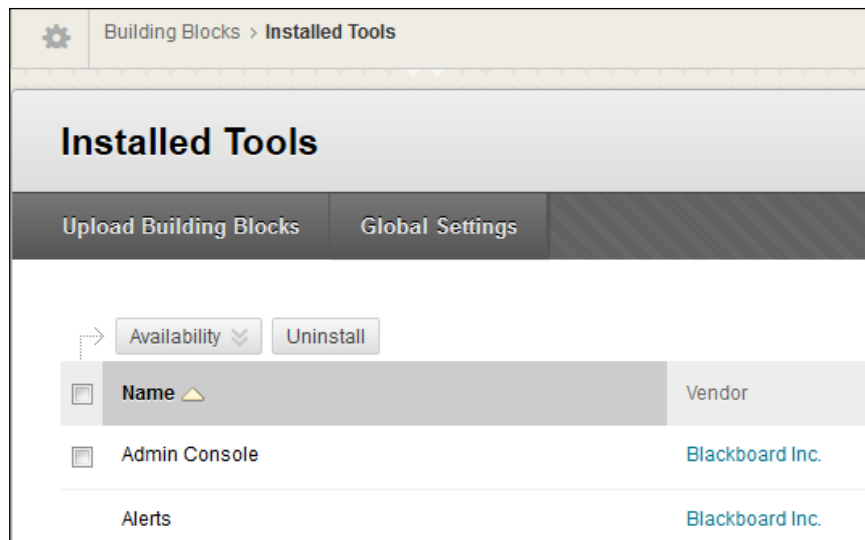 Building Blocks > Installed Tools
Installed Tools
Upload Building Blocks Global Settings
Availability Uninstall
Name Vendor
Admin Console Blackboard Inc.
Alerts Blackboard Inc.